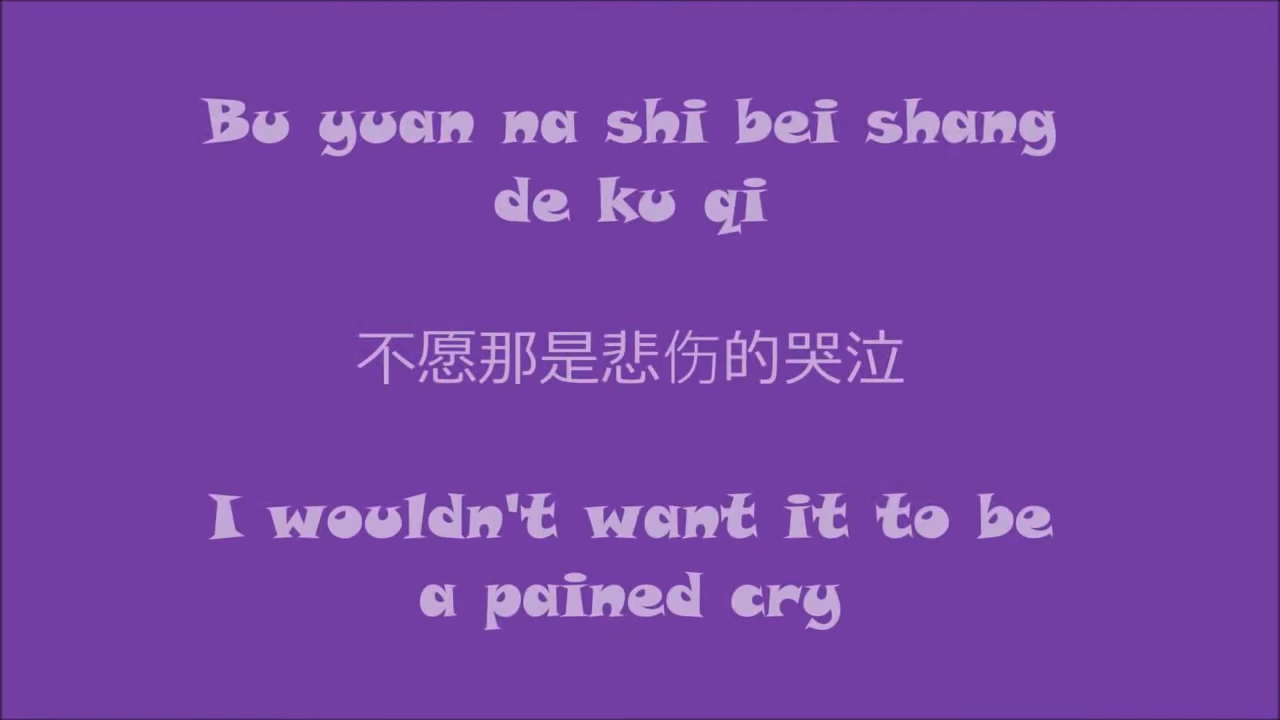 Bu yuan na shi bei shang
de ku qi
不愿那是悲伤的哭泣
I wouldn't want it to be
a pained cry